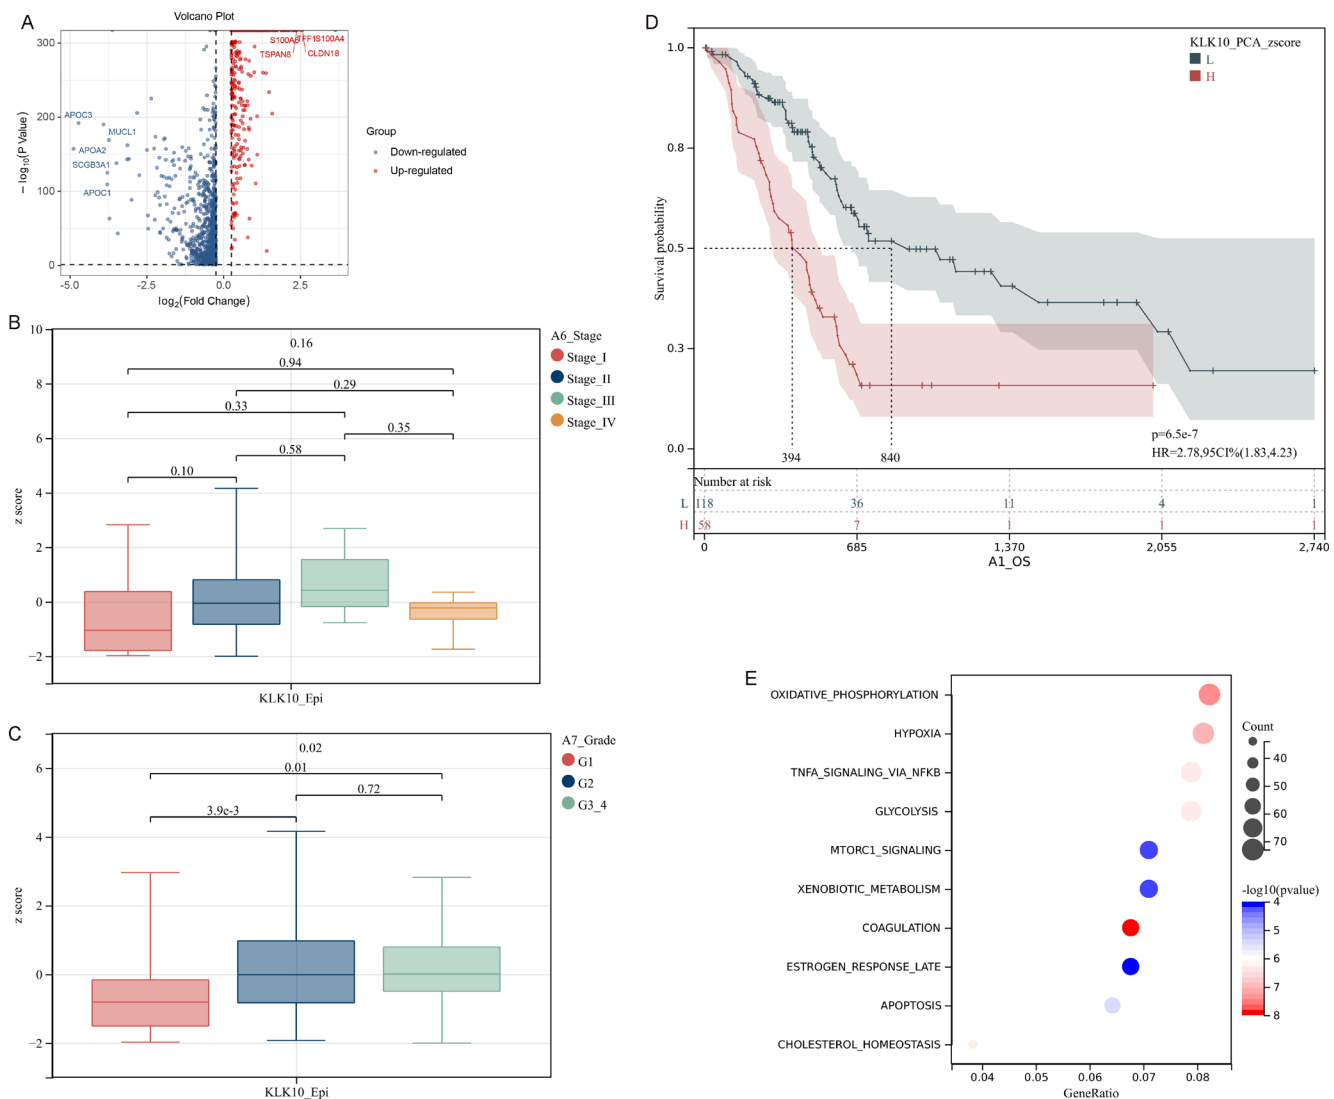 A
Volcano Plot
300
200
100
0
-5.0
-2.5
0.0
2.5
− log10(P Value)
log2(Fold Change)
S100A6
TFF1
S100A4
TSPAN8
CLDN18
APOC3
MUCL1
APOA2
SCGB3A1
APOC1
Group
Down-regulated
Up-regulated
B
10
8
6
4
2
0
−2
z score
0.16
0.94
0.29
0.33
0.35
0.58
0.10
KLK10_Epi
A6_Stage
Stage_I
Stage_II
Stage_III
Stage_IV
C
6
4
2
0
−2
z score
0.02
0.01
0.72
3.9e-3
KLK10_Epi
A7_Grade
G1
G2
G3_4
D
1.0
0.8
0.5
0.3
0.0
Survival probability
KLK10_PCA_zscore
L
H
394
840
p=6.5e-7
HR=2.78,95CI%(1.83,4.23)
Number at risk
L 118 36 11 4 1
H 58 7 1 1 1
0 685 1,370 2,055 2,740
A1_OS
E
OXIDATIVE_PHOSPHORYLATION
HYPOXIA
TNFA_SIGNALING_VIA_NFKB
GLYCOLYSIS
MTORC1_SIGNALING
XENOBIOTIC_METABOLISM
COAGULATION
ESTROGEN_RESPONSE_LATE
APOPTOSIS
CHOLESTEROL_HOMEOSTASIS
0.04 0.05 0.06 0.07 0.08
GeneRatio
Count
40
50
60
70
-log10(pvalue)
4
5
6
7
8